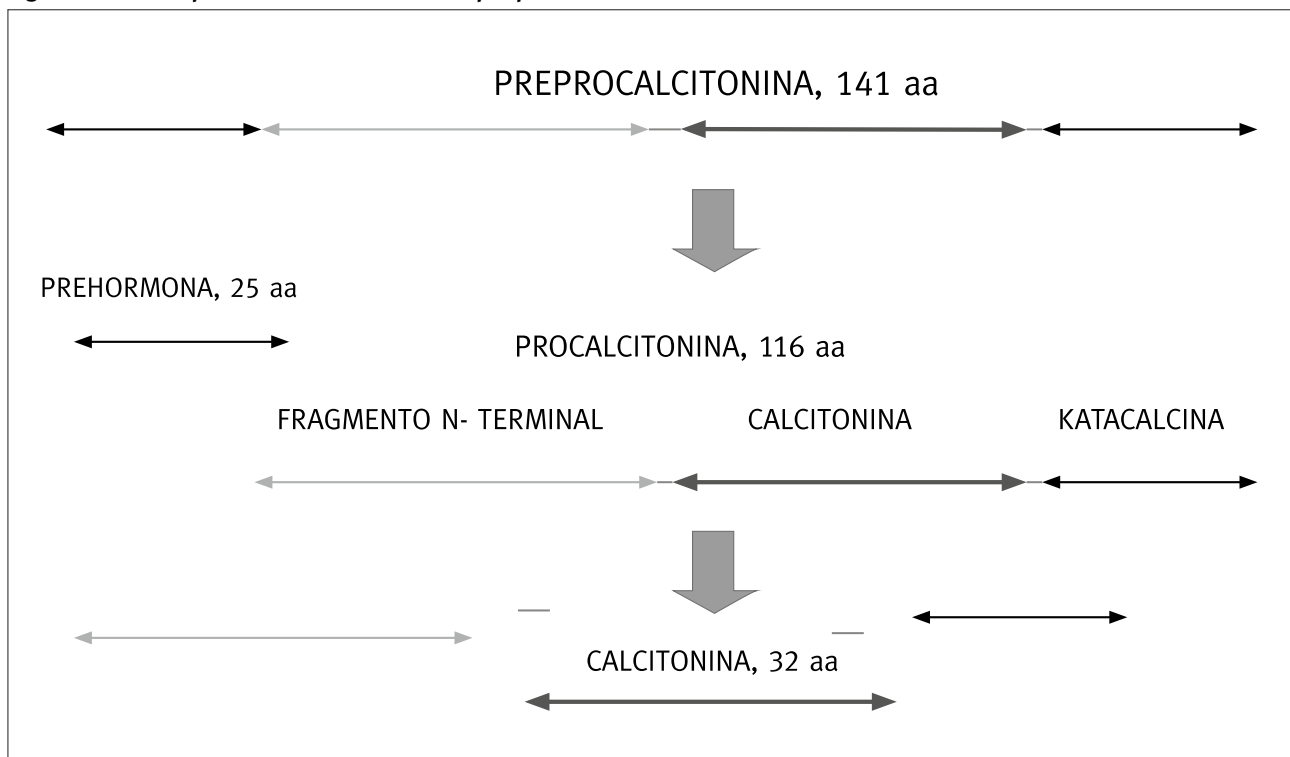 PREPROCALCITONINA, 141 aa
PREHORMONA, 25 aa
PROCALCITONINA, 116 aa
FRAGMENTO N- TERMINAL CALCITONINA KATACALCINA
CALCITONINA, 32 aa